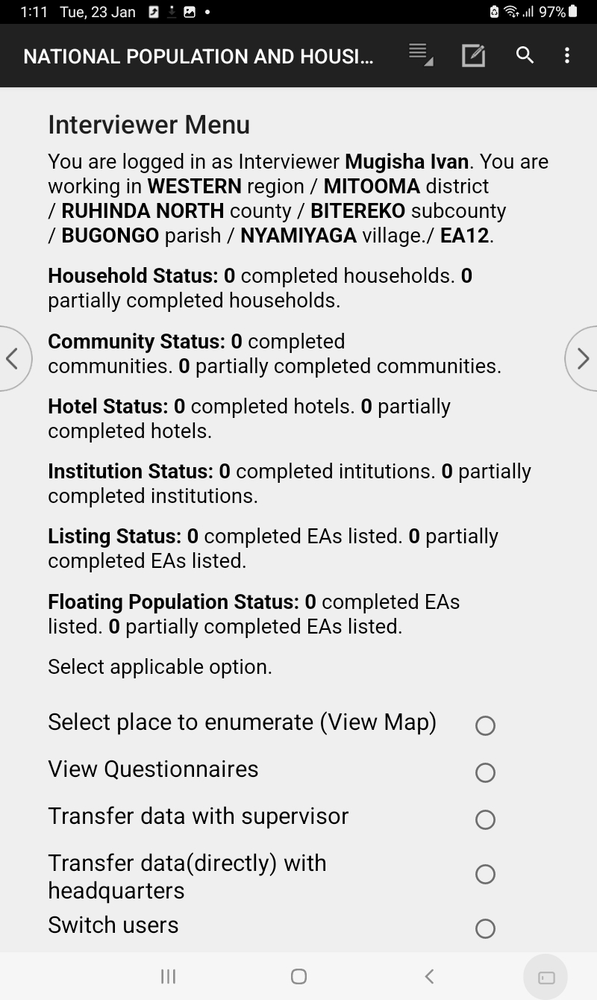 1:11 Tue, 23 Jan
97%
NATIONAL POPULATION AND HOUSI...
Interviewer Menu
You are logged in as Interviewer Mugisha Ivan. You are
working in WESTERN region / MITOOMA district
/ RUHINDA NORTH county / BITEREKO subcounty
/ BUGONGO parish / NYAMIYAGA village./ EA12.
Household Status: 0 completed households. 0
partially completed households.
Community Status: 0 completed
communities. 0 partially completed communities.
Hotel Status: 0 completed hotels. 0 partially
completed hotels.
Institution Status: 0 completed intitutions. 0 partially
completed institutions.
Listing Status: 0 completed EAs listed. 0 partially
completed EAs listed.
Floating Population Status: 0 completed EAs
listed. 0 partially completed EAs listed.
Select applicable option.
Select place to enumerate (View Map)
View Questionnaires
Transfer data with supervisor
Transfer data(directly) with
headquarters
Switch users